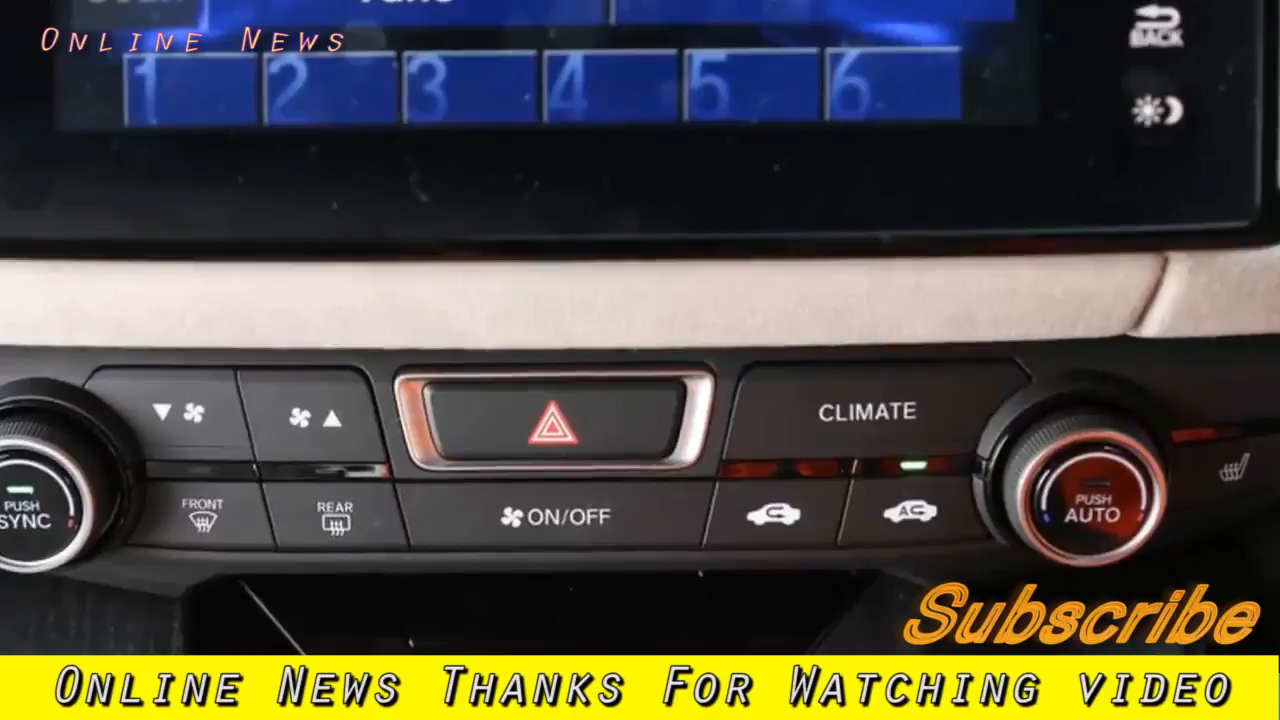 Tune
BACK
Online News
1 2 3 4 5 6
CLIMATE
PUSH
SYNC
FRONT
REAR
ON/OFF
A
PUSH
AUTO
Subscribe
Online News Thanks For Watching video